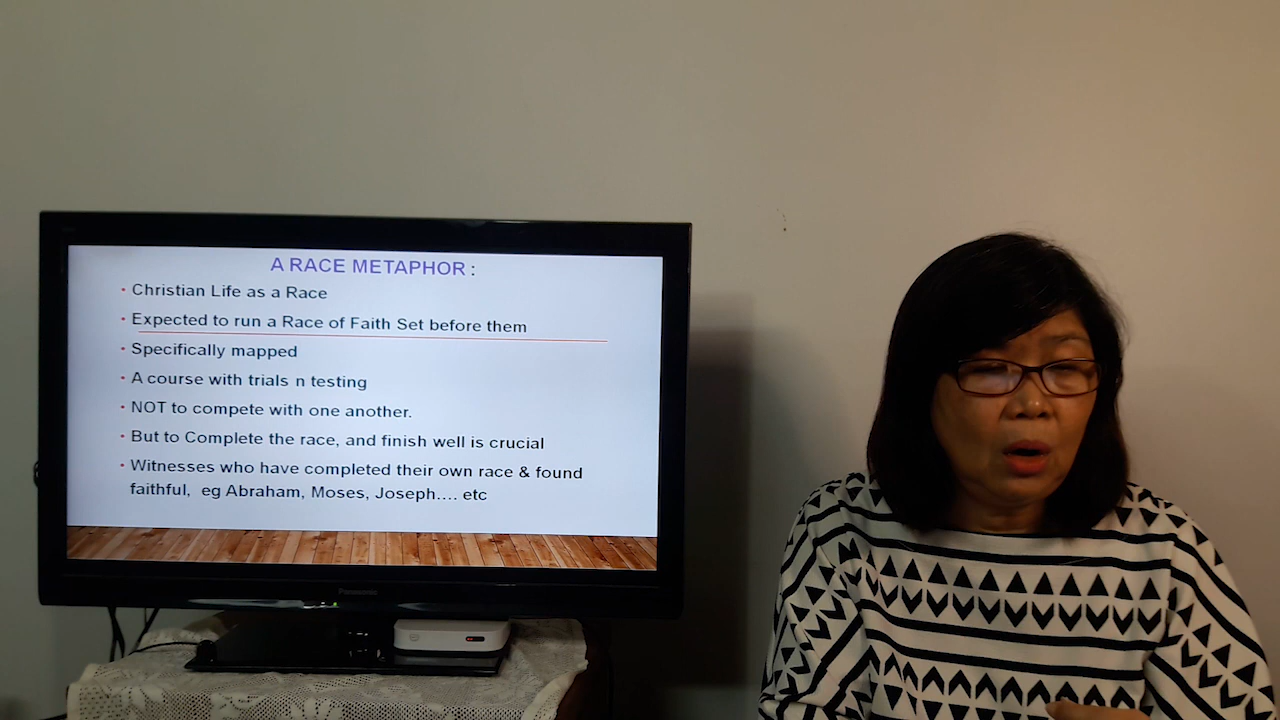 A RACE METAPHOR :
• Christian Life as a Race
• Expected to run a Race of Faith Set before them
• Specifically mapped
• A course with trials n testing
• NOT to compete with one another.
• But to Complete the race, and finish well is crucial
• Witnesses who have completed their own race & found
faithful, eg Abraham, Moses, Joseph.... etc
Panasonic